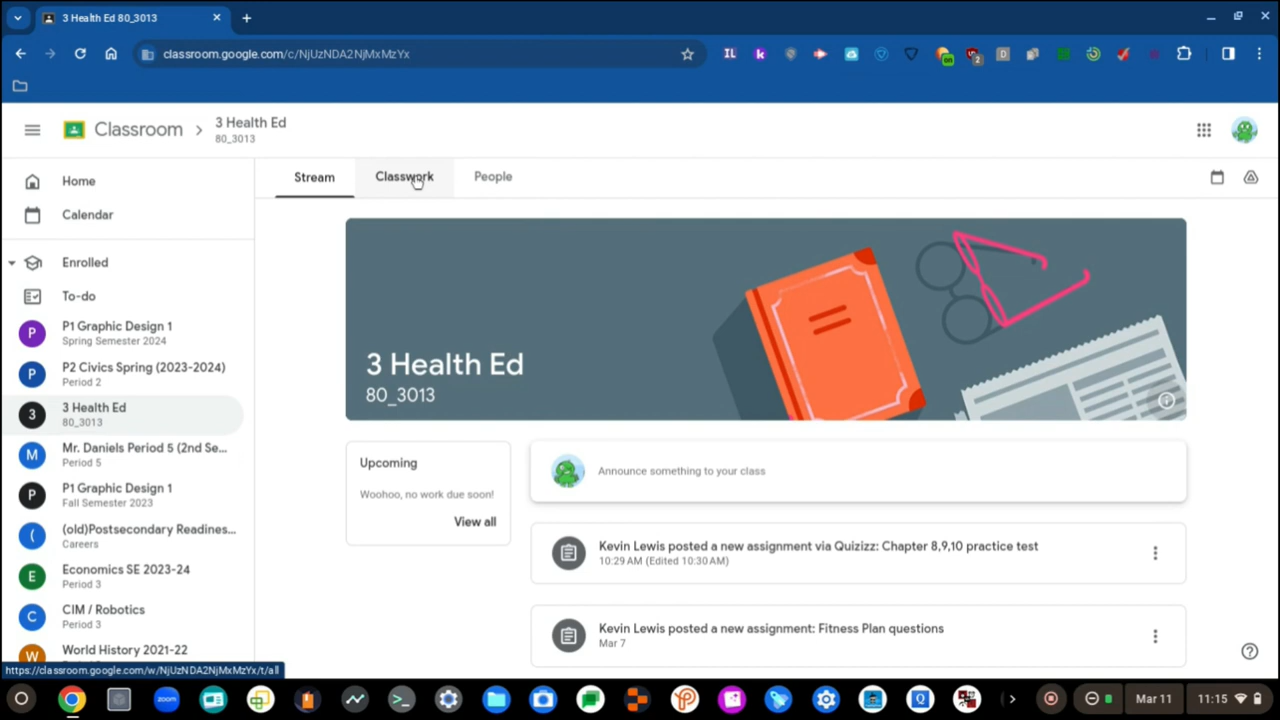 3 Health Ed 80_3013
classroom.google.com/c/NjUzNDA2NjMxMzYx
IL
k
on
2
D
Classroom
3 Health Ed
80_3013
Stream
Classwork
People
Home
Calendar
Enrolled
To-do
P
P1 Graphic Design 1
Spring Semester 2024
P
P2 Civics Spring (2023-2024)
Period 2
3
3 Health Ed
80_3013
M
Mr. Daniels Period 5 (2nd Se...
Period 5
P
P1 Graphic Design 1
Fall Semester 2023
(
(old)Postsecondary Readines...
Careers
E
Economics SE 2023-24
Period 3
C
CIM / Robotics
Period 3
W
World History 2021-22
https://classroom.google.com/w/NjUzNDA2NjMxMzYx/t/all
3 Health Ed
80_3013
Upcoming
Woohoo, no work due soon!
View all
Announce something to your class
Kevin Lewis posted a new assignment via Quizizz: Chapter 8,9,10 practice test
10:29 AM (Edited 10:30 AM)
Kevin Lewis posted a new assignment: Fitness Plan questions
Mar 7
zoom
Q
Mar 11
11:15